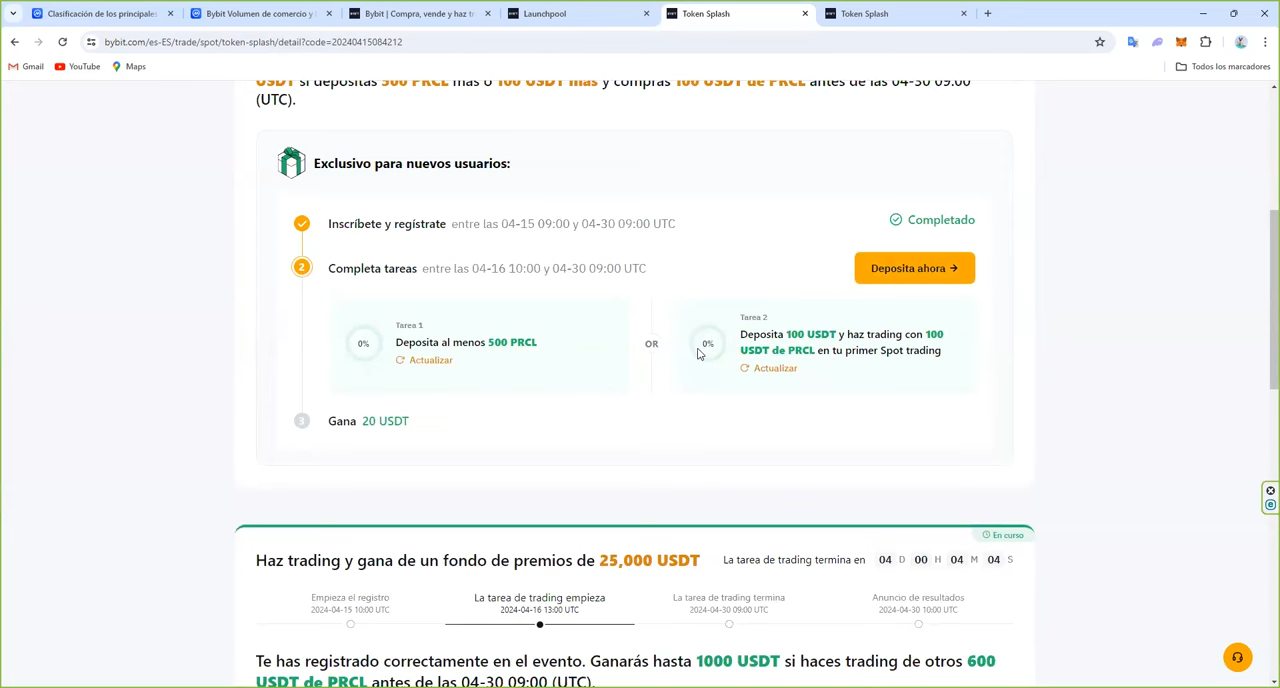 Clasificación de los principales
Bybit Volumen de comercio y l
Bybit | Compra, vende y haz tr
Launchpool
Token Splash
Token Splash
bybit.com/es-ES/trade/spot/token-splash/detail?code=20240415084212
Gmail
YouTube
Maps
Todos los marcadores
USDT si depositas 500 PRCL más o 100 USDT más y compras 100 USDT de PRCL antes de las 04-30 09:00
(UTC).
Exclusivo para nuevos usuarios:
Inscríbete y regístrate entre las 04-15 09:00 y 04-30 09:00 UTC
Completado
2
Completa tareas entre las 04-16 10:00 y 04-30 09:00 UTC
Deposita ahora →
0%
Tarea 1
Deposita al menos 500 PRCL
Actualizar
OR
0%
Tarea 2
Deposita 100 USDT y haz trading con 100
USDT de PRCL en tu primer Spot trading
Actualizar
3
Gana 20 USDT
En curso
Haz trading y gana de un fondo de premios de 25,000 USDT
La tarea de trading termina en 04 D 00 H 04 M 04 S
Empieza el registro
2024-04-15 10:00 UTC
La tarea de trading empieza
2024-04-16 13:00 UTC
La tarea de trading termina
2024-04-30 09:00 UTC
Anuncio de resultados
2024-04-30 10:00 UTC
Te has registrado correctamente en el evento. Ganarás hasta 1000 USDT si haces trading de otros 600
USDT de PRCL antes de las 04-30 09:00 (UTC).